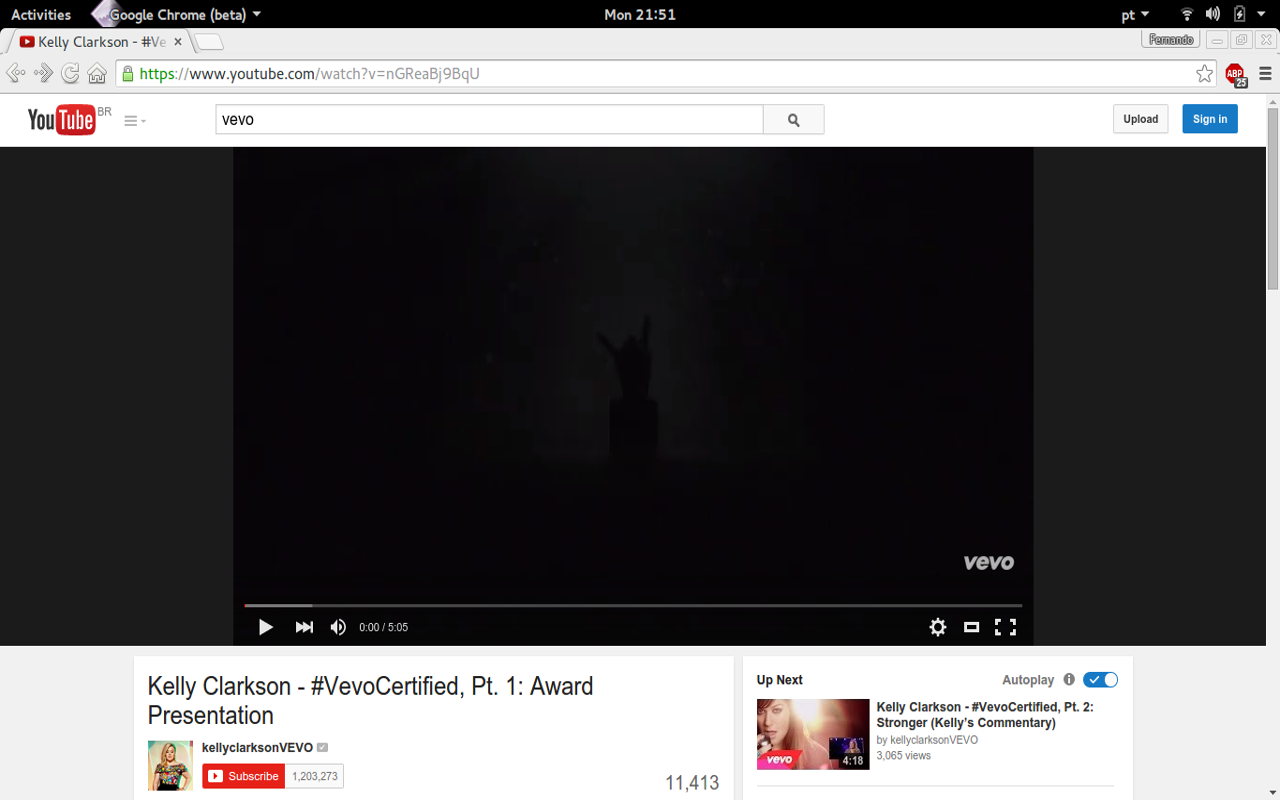 Activities
Google Chrome (beta)
Mon 21:51
pt
Kelly Clarkson - #Ve
Fernando
https://www.youtube.com/watch?v=nGReaBj9BqU
ABP
25
YouTube BR
vevo
Upload
Sign in
vevo
0:00 / 5:05
Kelly Clarkson - #VevoCertified, Pt. 1: Award
Presentation
kellyclarksonVEVO
Subscribe
1,203,273
11,413
Up Next
Autoplay
vevo
4:18
Kelly Clarkson - #VevoCertified, Pt. 2:
Stronger (Kelly's Commentary)
by kellyclarksonVEVO
3,065 views